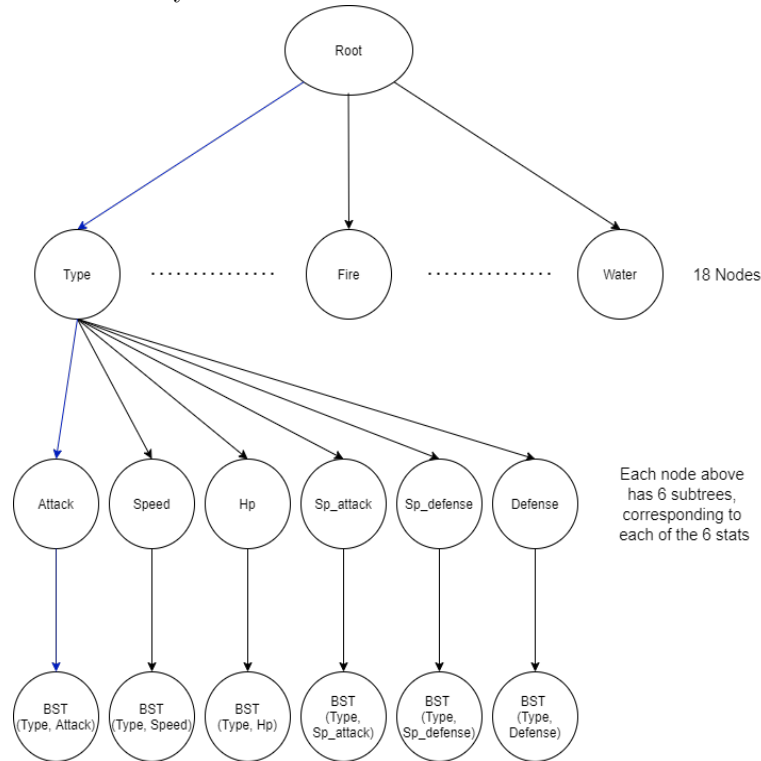 Root
Type
Fire
Water
18 Nodes
Attack
Speed
Hp
Sp_attack
Sp_defense
Defense
Each node above
has 6 subtrees,
corresponding to
each of the 6 stats
BST
(Type, Attack)
BST
(Type, Speed)
BST
(Type, Hp)
BST
(Type,
Sp_attack)
BST
(Type,
Sp_defense)
BST
(Type,
Defense)